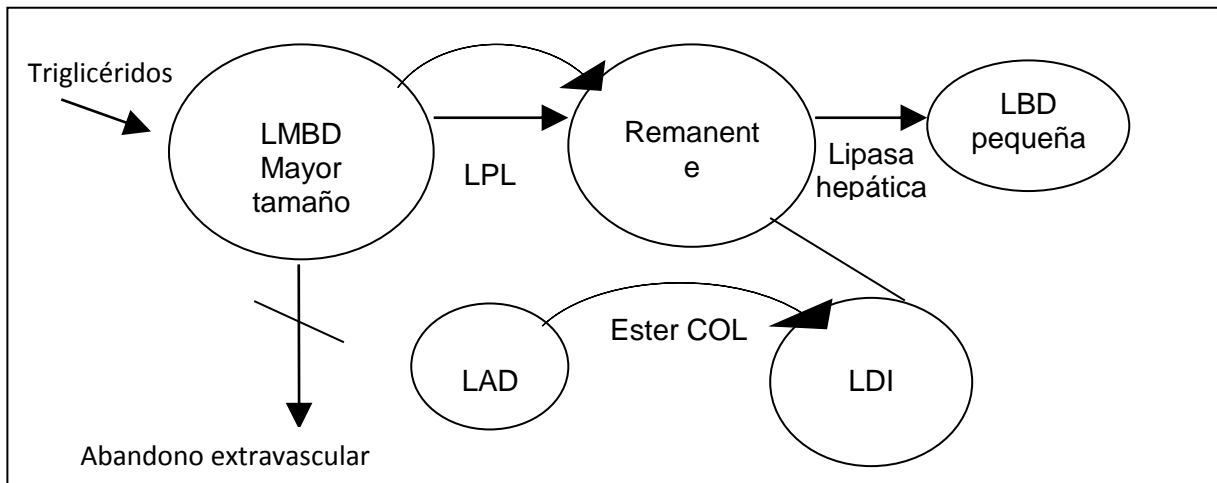 Triglicéridos
LMBD
Mayor
tamaño
LPL
Remanent
e
Lipasa
hepática
LBD
pequeña
LAD
Ester COL
LDI
Abandono extravascular